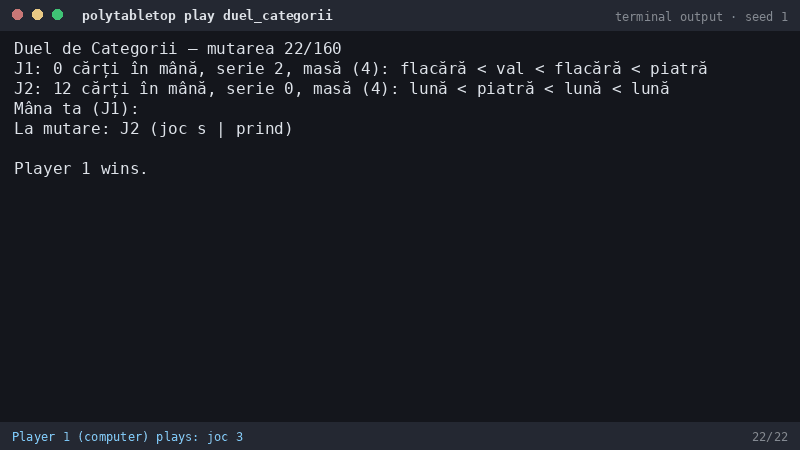 polytabletop play duel_categorii
terminal output · seed 1
Duel de Categorii — mutarea 22/160
J1: 0 cărți în mână, serie 2, masă (4): flacără < val < flacără < piatră
J2: 12 cărți în mână, serie 0, masă (4): lună < piatră < lună < lună
Mâna ta (J1):
La mutare: J2 (joc s | prind)
Player 1 wins.
Player 1 (computer) plays: joc 3
22/22